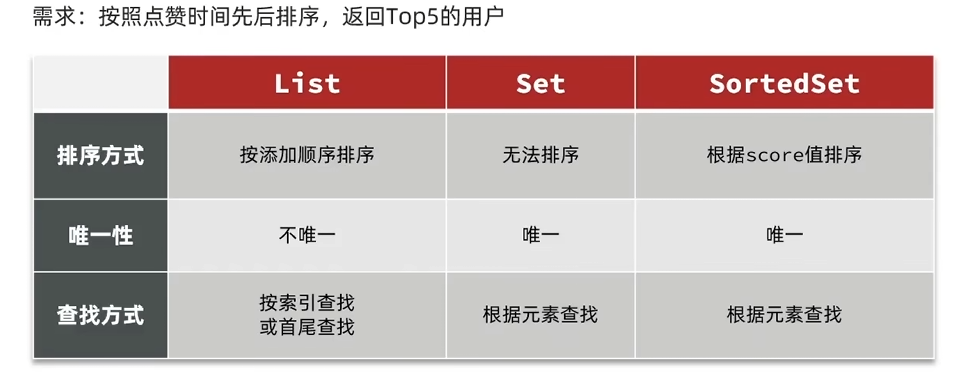 需求：按照点赞时间先后排序，返回Top5的用户
List Set SortedSet
排序方式 按添加顺序排序 无法排序 根据score值排序
唯一性 不唯一 唯一 唯一
查找方式 按索引查找
或首尾查找 根据元素查找 根据元素查找